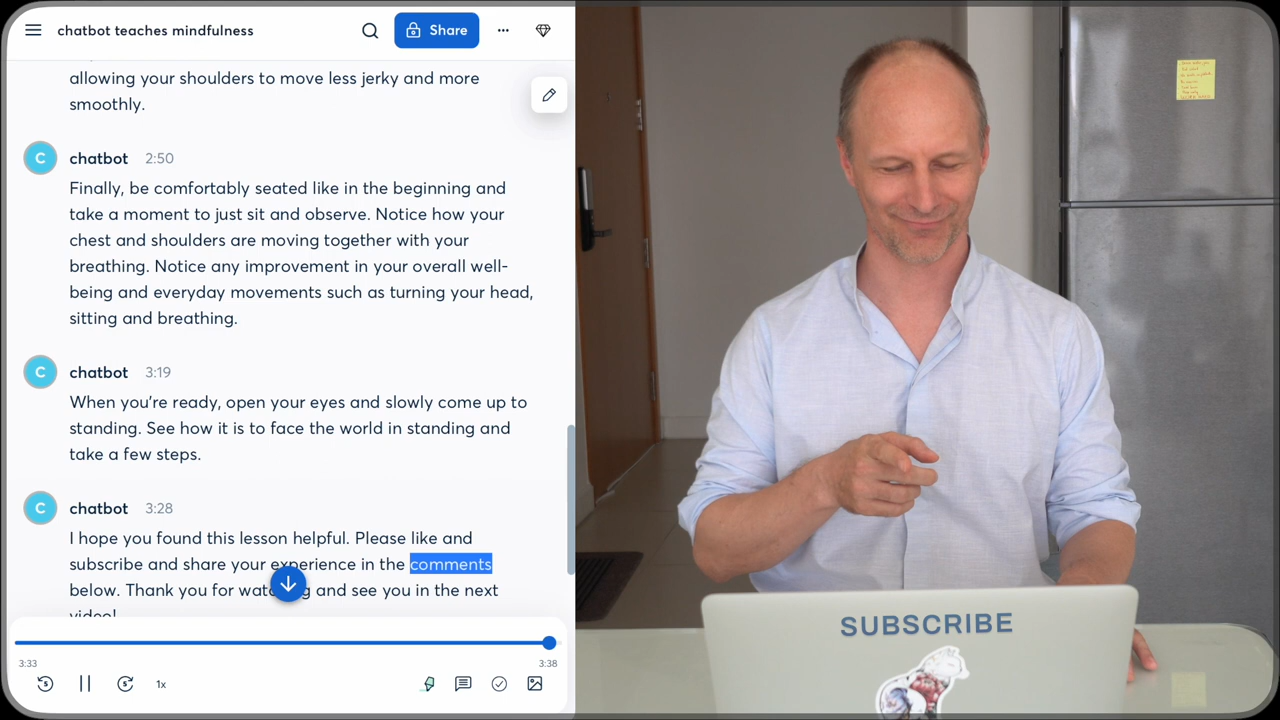 chatbot teaches mindfulness
Share
allowing your shoulders to move less jerky and more
smoothly.
C
chatbot 2:50
Finally, be comfortably seated like in the beginning and
take a moment to just sit and observe. Notice how your
chest and shoulders are moving together with your
breathing. Notice any improvement in your overall well-
being and everyday movements such as turning your head,
sitting and breathing.
C
chatbot 3:19
When you're ready, open your eyes and slowly come up to
standing. See how it is to face the world in standing and
take a few steps.
C
chatbot 3:28
I hope you found this lesson helpful. Please like and
subscribe and share your experience in the comments
below. Thank you for and see you in the next
video!
3:33
3:38
5
5
1x
SUBSCRIBE